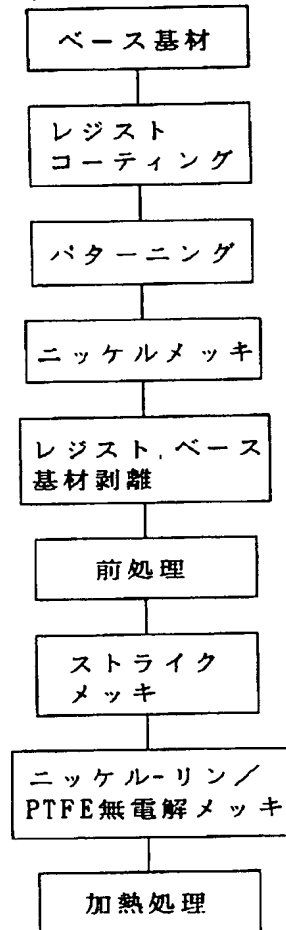 ベース基材
レジスト
コーティング
パターニング
ニッケルメッキ
レジスト,ベース
基材剥離
前処理
ストライク
メッキ
ニッケル-リン/
PTFE無電解メッキ
加熱処理